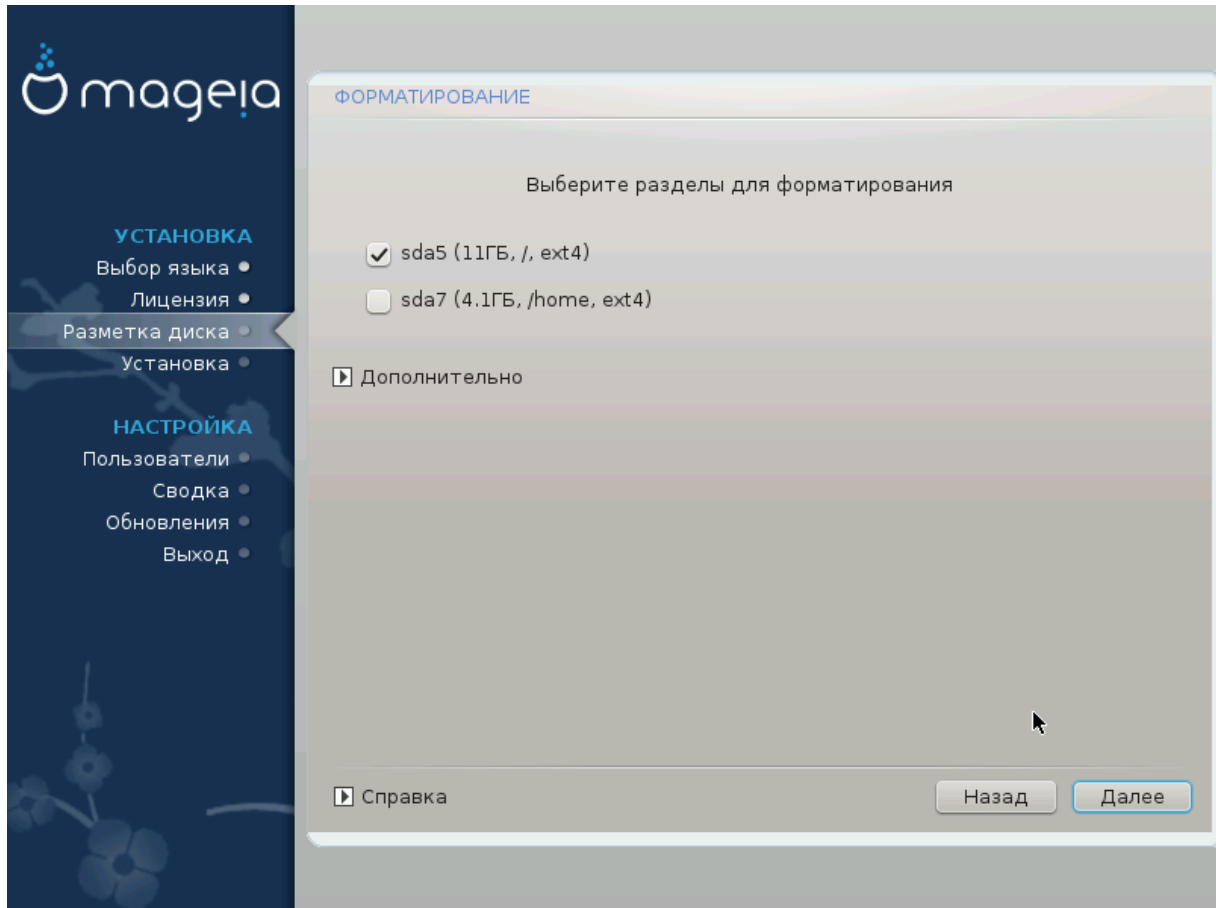 mageia
УСТАНОВКА
Выбор языка
Лицензия
Разметка диска
Установка
НАСТРОЙКА
Пользователи
Сводка
Обновления
Выход
ФОРМАТИРОВАНИЕ
Выберите разделы для форматирования
sda5 (11ГБ, /, ext4)
sda7 (4.1ГБ, /home, ext4)
Дополнительно
Справка
Назад
Далее